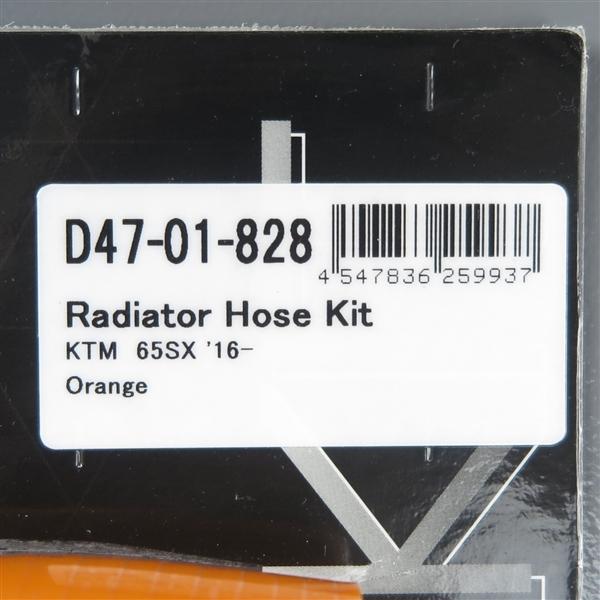 D47-01-828
4 547836 259937
Radiator Hose Kit
KTM 65SX '16-
Orange